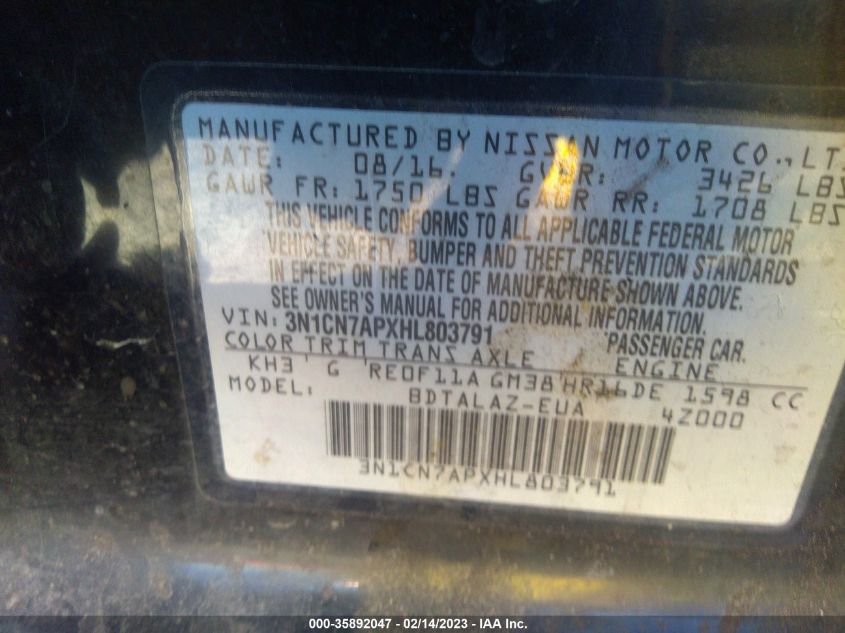 MANUFACTURED BY NISSAN MOTOR CO., LT
DATE: 08/16. GVWR: 3426 LBS
GAWR FR: 1750 LBS GAWR RR: 1708 LBS
THIS VEHICLE CONFORMS TO ALL APPLICABLE FEDERAL MOTOR
VEHICLE SAFETY, BUMPER AND THEFT PREVENTION STANDARDS
IN EFFECT ON THE DATE OF MANUFACTURE SHOWN ABOVE.
SEE OWNER'S MANUAL FOR ADDITIONAL INFORMATION.
VIN: 3N1CN7APXHL803791 PASSENGER CAR.
COLOR TRIM TRANS AXLE ENGINE
KH3 G RE0F11A GM38 HR16DE 1598 CC
MODEL: BDTALAZ-EUA 4Z000
3N1CN7APXHL803791
000-35892047 - 02/14/2023 - IAA Inc.